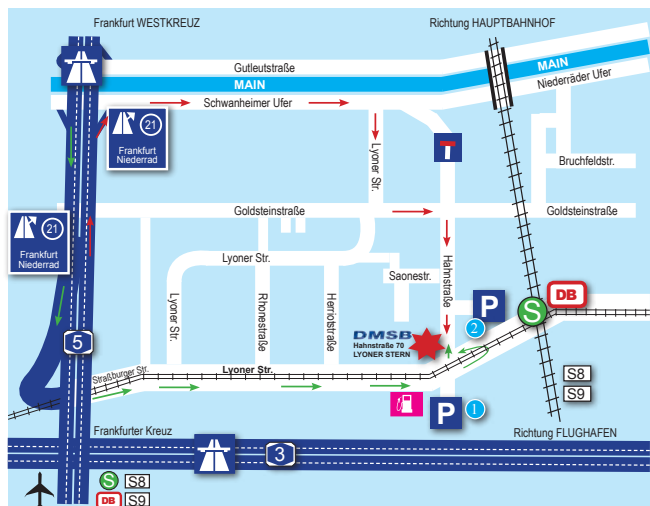 Frankfurt WESTKREUZ
Richtung HAUPTBAHNHOF
Gutleutstraße
MAIN
MAIN
Schwanheimer Ufer
Niederräder Ufer
21
Frankfurt
Niederrad
Lyoner Str.
Bruchfeldstr.
Goldsteinstraße
Goldsteinstraße
21
Frankfurt
Niederrad
Lyoner Str.
Hahnstraße
Saonestr.
Lyoner Str.
Rhonestraße
Herriotstraße
P
2
S
DB
DMSB
Hahnstraße 70
LYONER STERN
5
Straßburger Str.
Lyoner Str.
S8
S9
P
1
Frankfurter Kreuz
Richtung FLUGHAFEN
3
S
S8
DB
S9